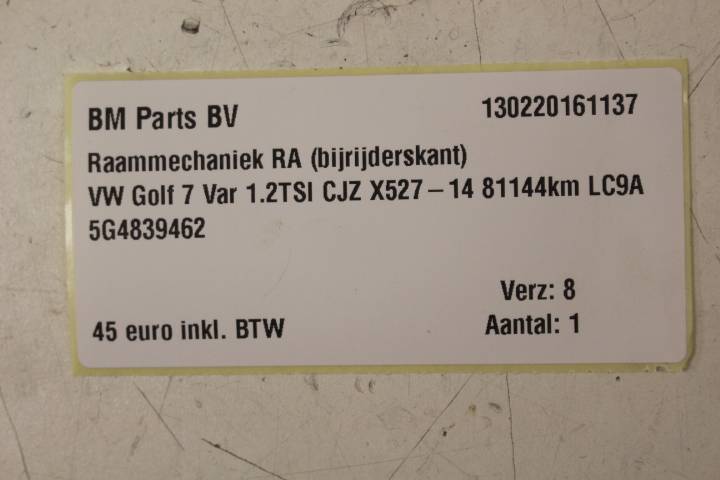 BM Parts BV 130220161137
Raammechaniek RA (bijrijderskant)
VW Golf 7 Var 1.2TSI CJZ X527–14 81144km LC9A
5G4839462
Verz: 8
45 euro inkl. BTW Aantal: 1